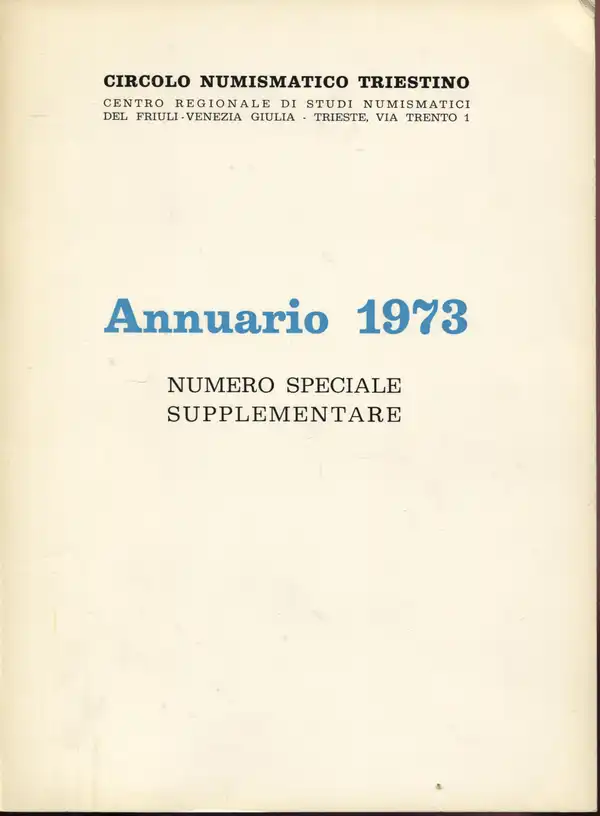 CIRCOLO NUMISMATICO TRIESTINO
CENTRO REGIONALE DI STUDI NUMISMATICI
DEL FRIULI-VENEZIA GIULIA - TRIESTE, VIA TRENTO 1
Annuario 1973
NUMERO SPECIALE
SUPPLEMENTARE